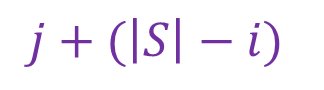 j + (|S| − i)